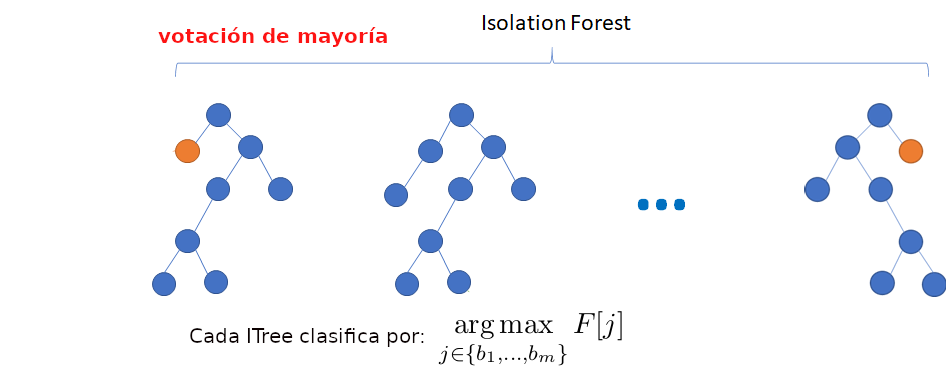 Isolation Forest
votación de mayoría
Cada ITree clasifica por: arg max F[j]
j∈{b₁,...,bₘ}